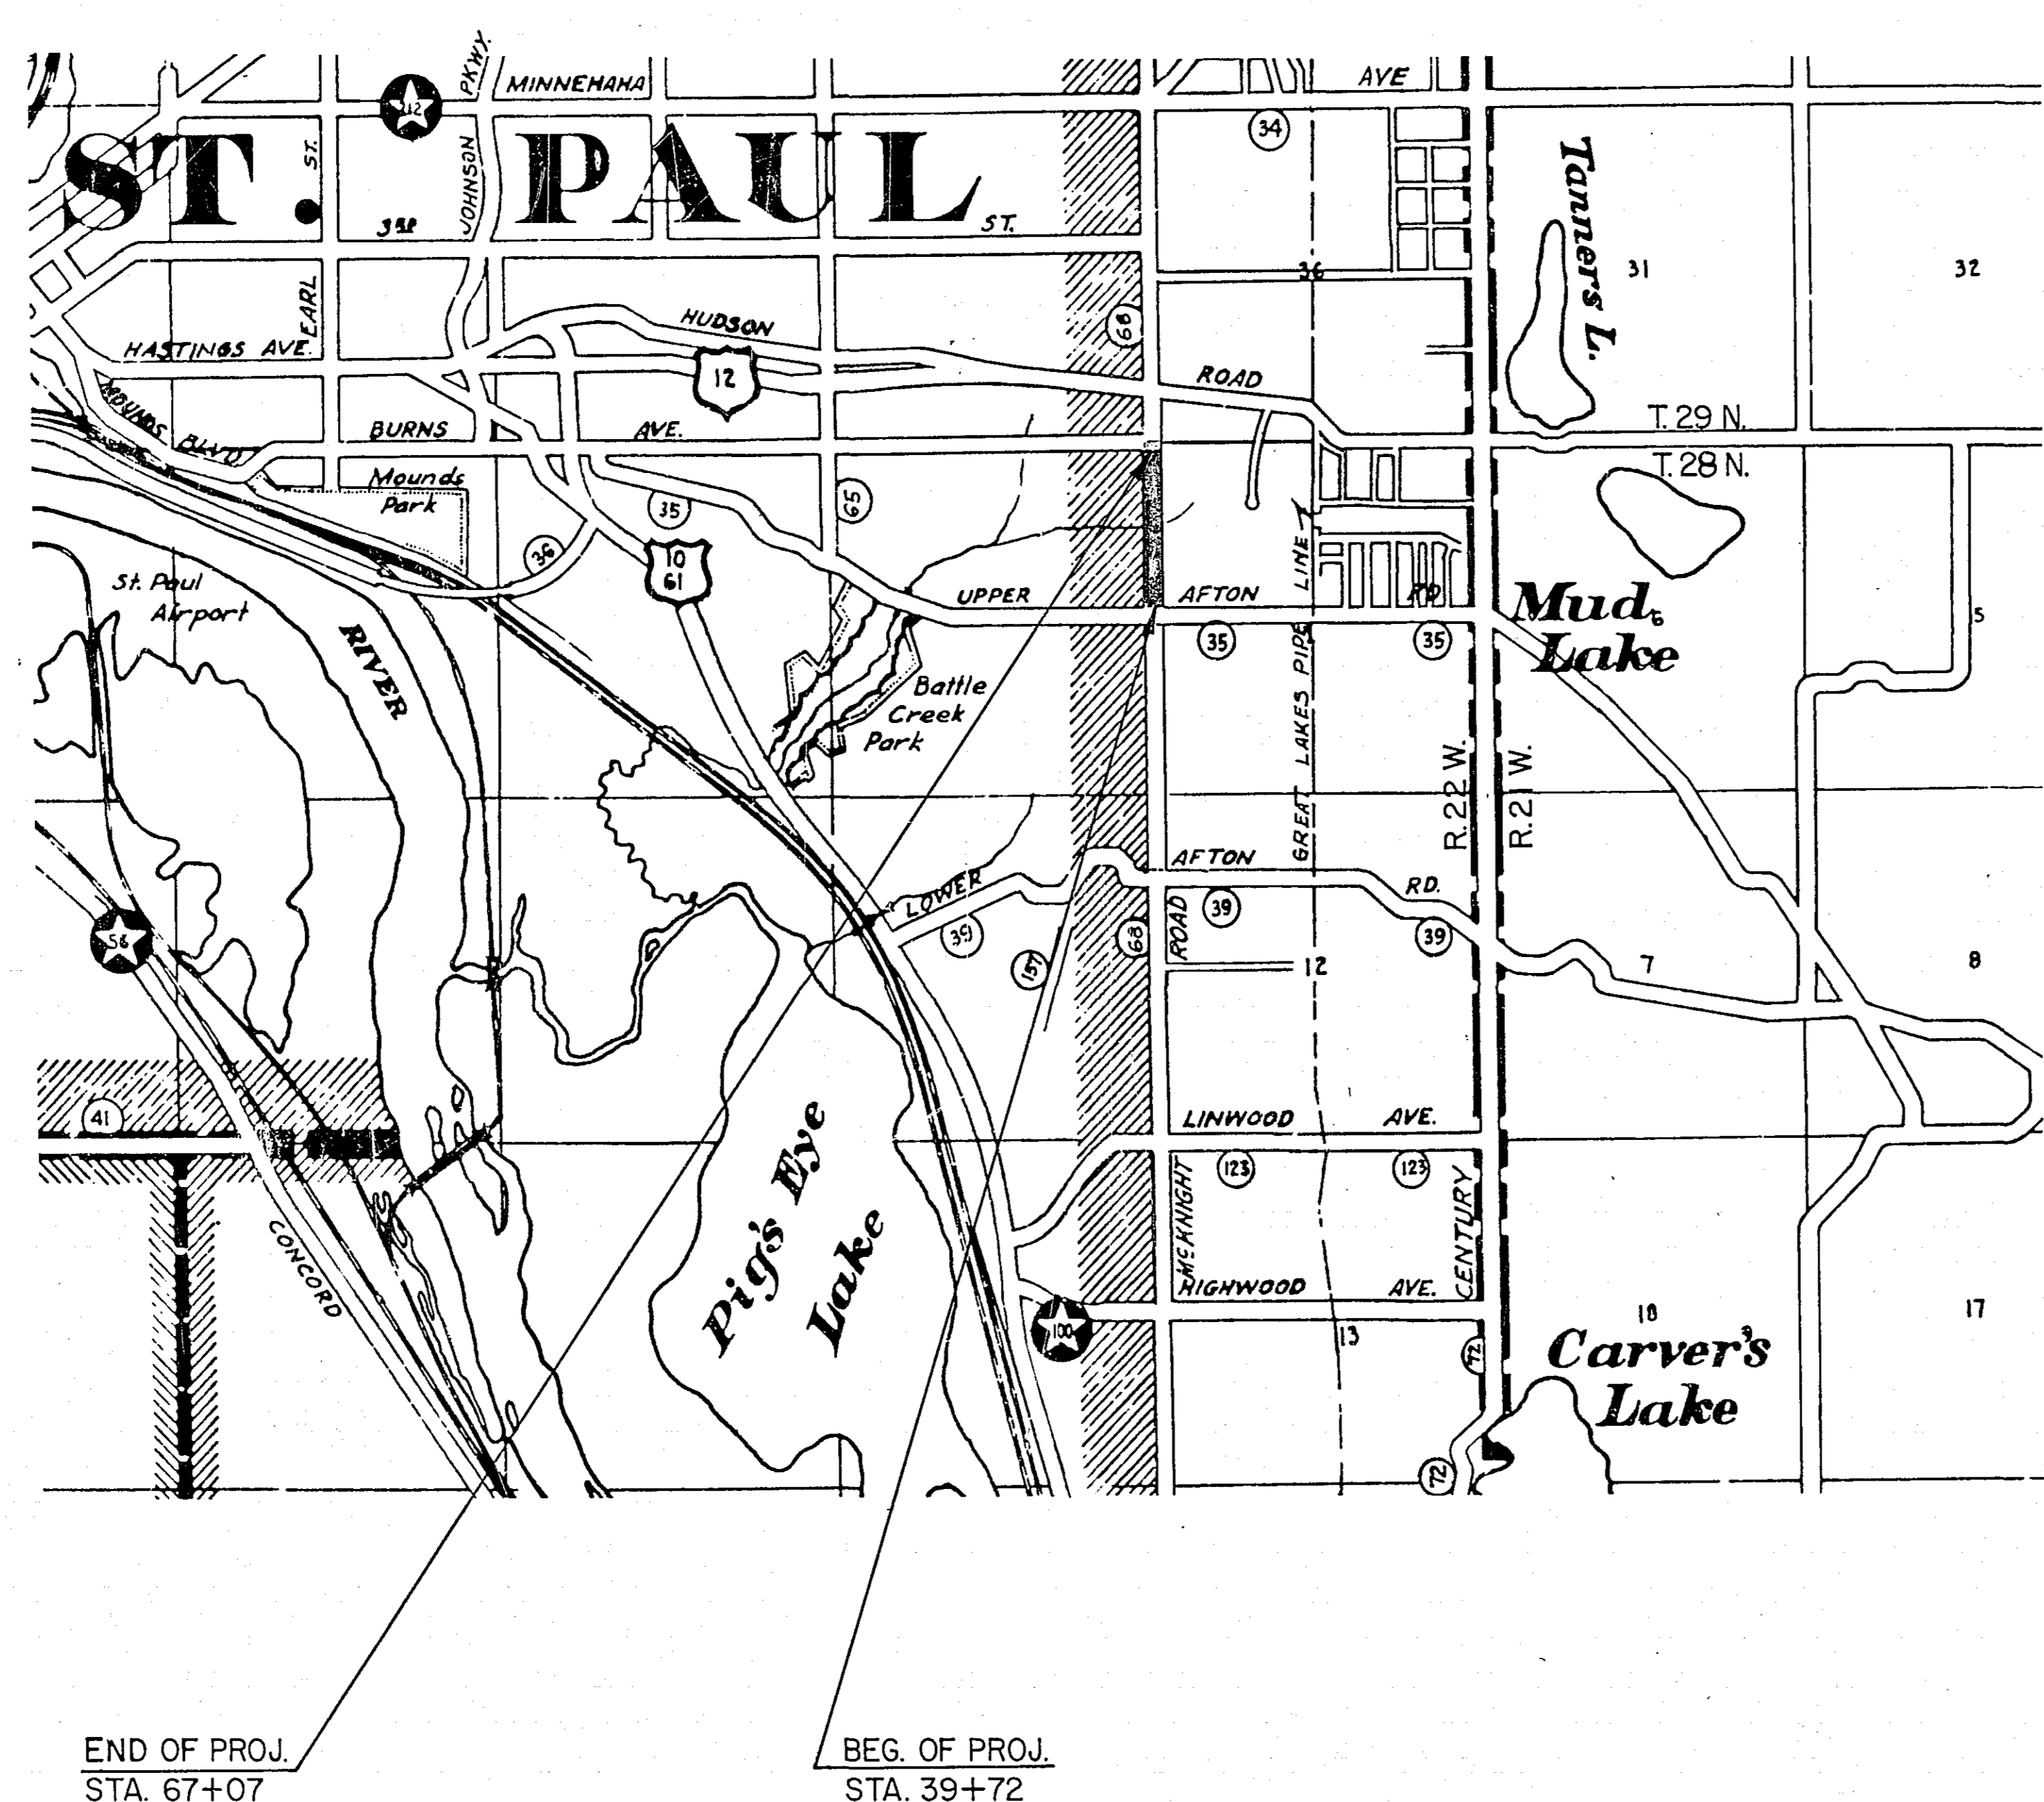 PKWY.
MINNEHAHA
AVE
212
34
ST. PAUL
ST.
JOHNSON
3RD
ST.
Tanners L.
36
31
32
EARL
HUDSON
68
HASTINGS AVE.
12
ROAD
MOUNDS BLVD
BURNS
AVE.
T. 29 N.
T. 28 N.
Mounds
Park
35
65
36
10
61
LINE
St. Paul
Airport
UPPER
AFTON
RD
Mud
Lake
6
5
35
35
RIVER
GREAT LAKES PIPE
Battle
Creek
Park
R. 22 W.
R. 21 W.
AFTON
LOWER
RD.
39
39
39
56
68
ROAD
157
12
7
8
41
LINWOOD
AVE.
123
123
McKNIGHT
CENTURY
Pig's Eye
Lake
CONCORD
HIGHWOOD
AVE.
100
13
18
17
72
Carver's
Lake
72
END OF PROJ.
STA. 67+07
BEG. OF PROJ.
STA. 39+72